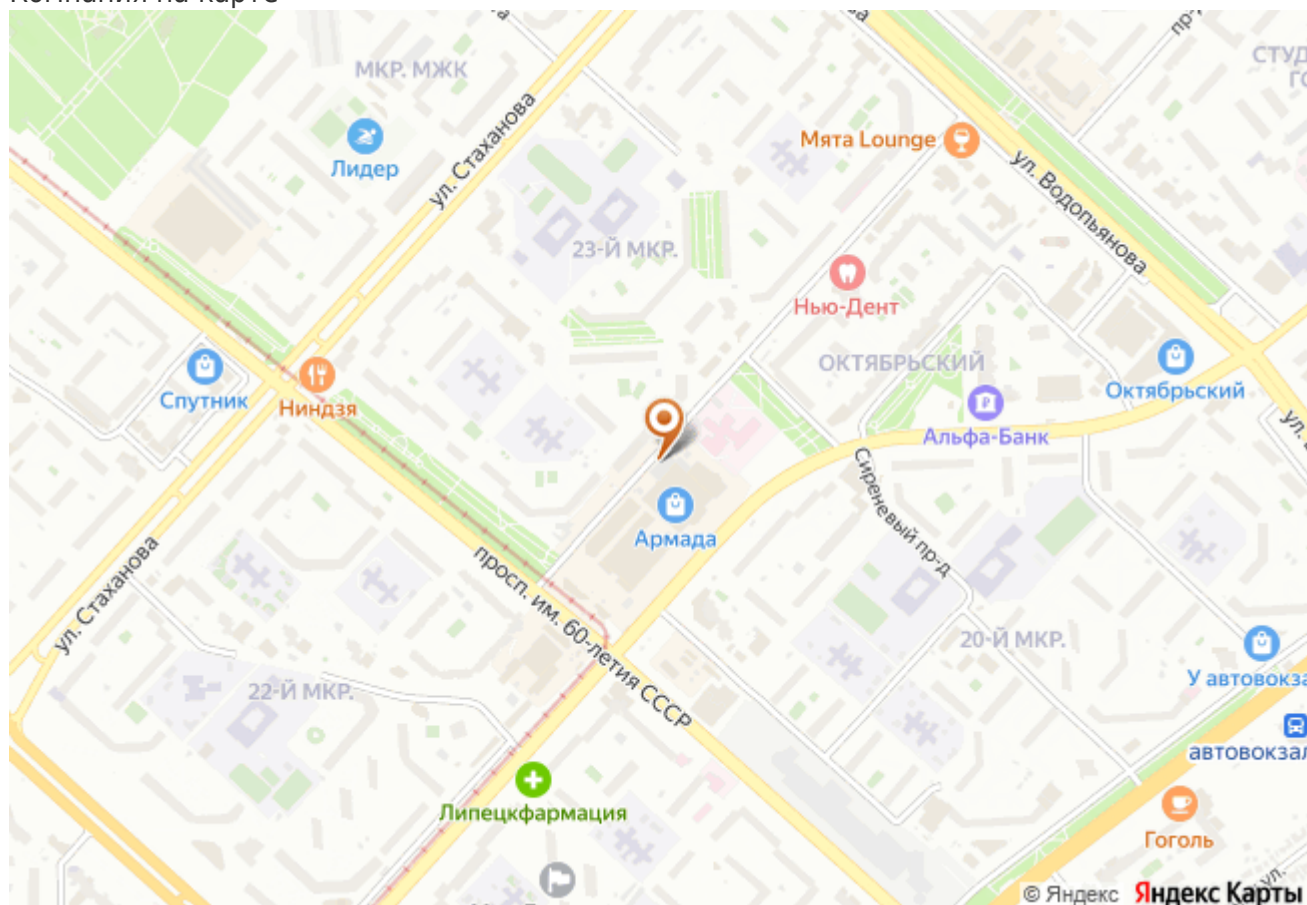 МКР. МЖК
Лидер
ул. Стаханова
Мята Lounge
ул. Водопьянова
23-Й МКР.
Нью-Дент
ОКТЯБРЬСКИЙ
Октябрьский
Спутник
Ниндзя
Альфа-Банк
Сиреневый пр-д
Армада
ул. Стаханова
просп. им. 60-летия СССР
20-Й МКР.
22-Й МКР.
автовокзал
Липецкфармация
Гоголь
© Яндекс Яндекс Карты